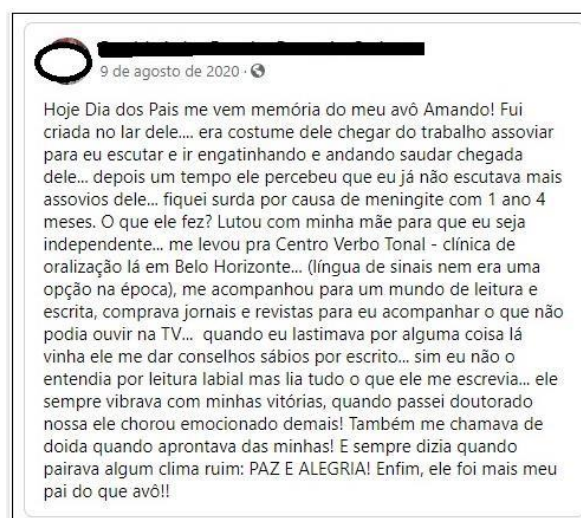 9 de agosto de 2020 ·
Hoje Dia dos Pais me vem memória do meu avô Amando! Fui
criada no lar dele.... era costume dele chegar do trabalho assoviar
para eu escutar e ir engatinhando e andando saudar chegada
dele... depois um tempo ele percebeu que eu já não escutava mais
assovios dele... fiquei surda por causa de meningite com 1 ano 4
meses. O que ele fez? Lutou com minha mãe para que eu seja
independente... me levou pra Centro Verbo Tonal - clínica de
oralização lá em Belo Horizonte... (língua de sinais nem era uma
opção na época), me acompanhou para um mundo de leitura e
escrita, comprava jornais e revistas para eu acompanhar o que não
podia ouvir na TV... quando eu lastimava por alguma coisa lá
vinha ele me dar conselhos sábios por escrito... sim eu não o
entendia por leitura labial mas lia tudo o que ele me escrevia... ele
sempre vibrava com minhas vitórias, quando passei doutorado
nossa ele chorou emocionado demais! Também me chamava de
doida quando aprontava das minhas! E sempre dizia quando
pairava algum clima ruim: PAZ E ALEGRIA! Enfim, ele foi mais meu
pai do que avô!!